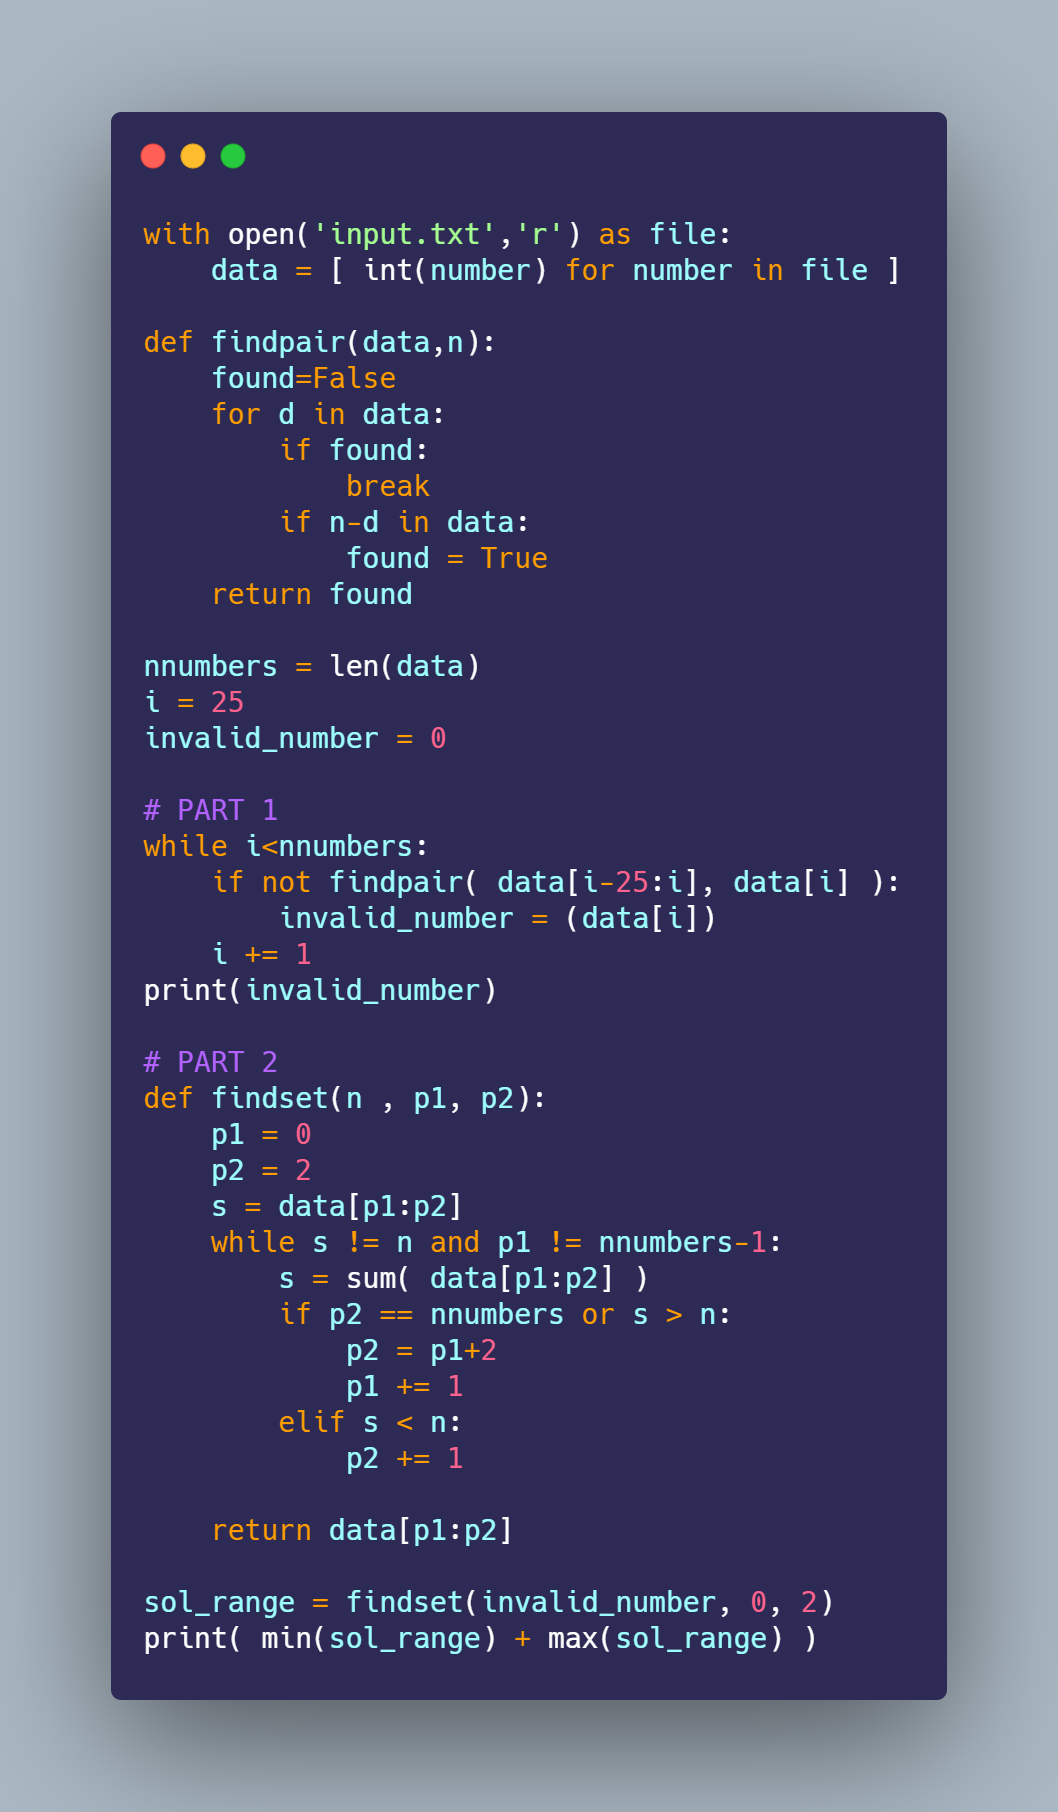 with open('input.txt','r') as file:
    data = [ int(number) for number in file ]

def findpair(data,n):
    found=False
    for d in data:
        if found:
            break
        if n-d in data:
            found = True
    return found

nnumbers = len(data)
i = 25
invalid_number = 0

# PART 1
while i<nnumbers:
    if not findpair( data[i-25:i], data[i] ):
        invalid_number = (data[i])
    i += 1
print(invalid_number)

# PART 2
def findset(n , p1, p2):
    p1 = 0
    p2 = 2
    s = data[p1:p2]
    while s != n and p1 != nnumbers-1:
        s = sum( data[p1:p2] )
        if p2 == nnumbers or s > n:
            p2 = p1+2
            p1 += 1
        elif s < n:
            p2 += 1

    return data[p1:p2]

sol_range = findset(invalid_number, 0, 2)
print( min(sol_range) + max(sol_range) )